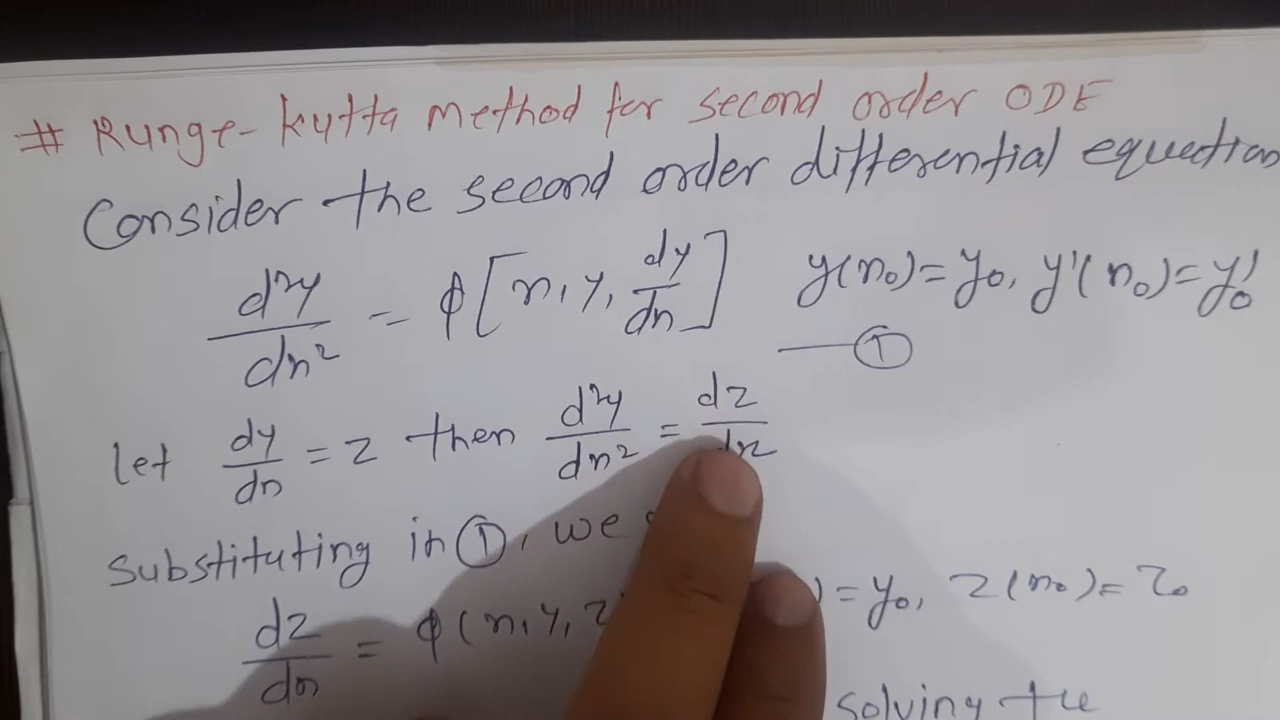 # Runge-Kutta method for second order ODE
Consider the second order differential equation
d²y/dx² = φ[x, y, dy/dx] y(x₀)=y₀, y'(x₀)=y₀'
—①
Let dy/dx = z then d²y/dx² = dz/dx
Substituting in ①, we
dz/dx = φ(x, y, z )=y₀, z(x₀)=z₀
solving the